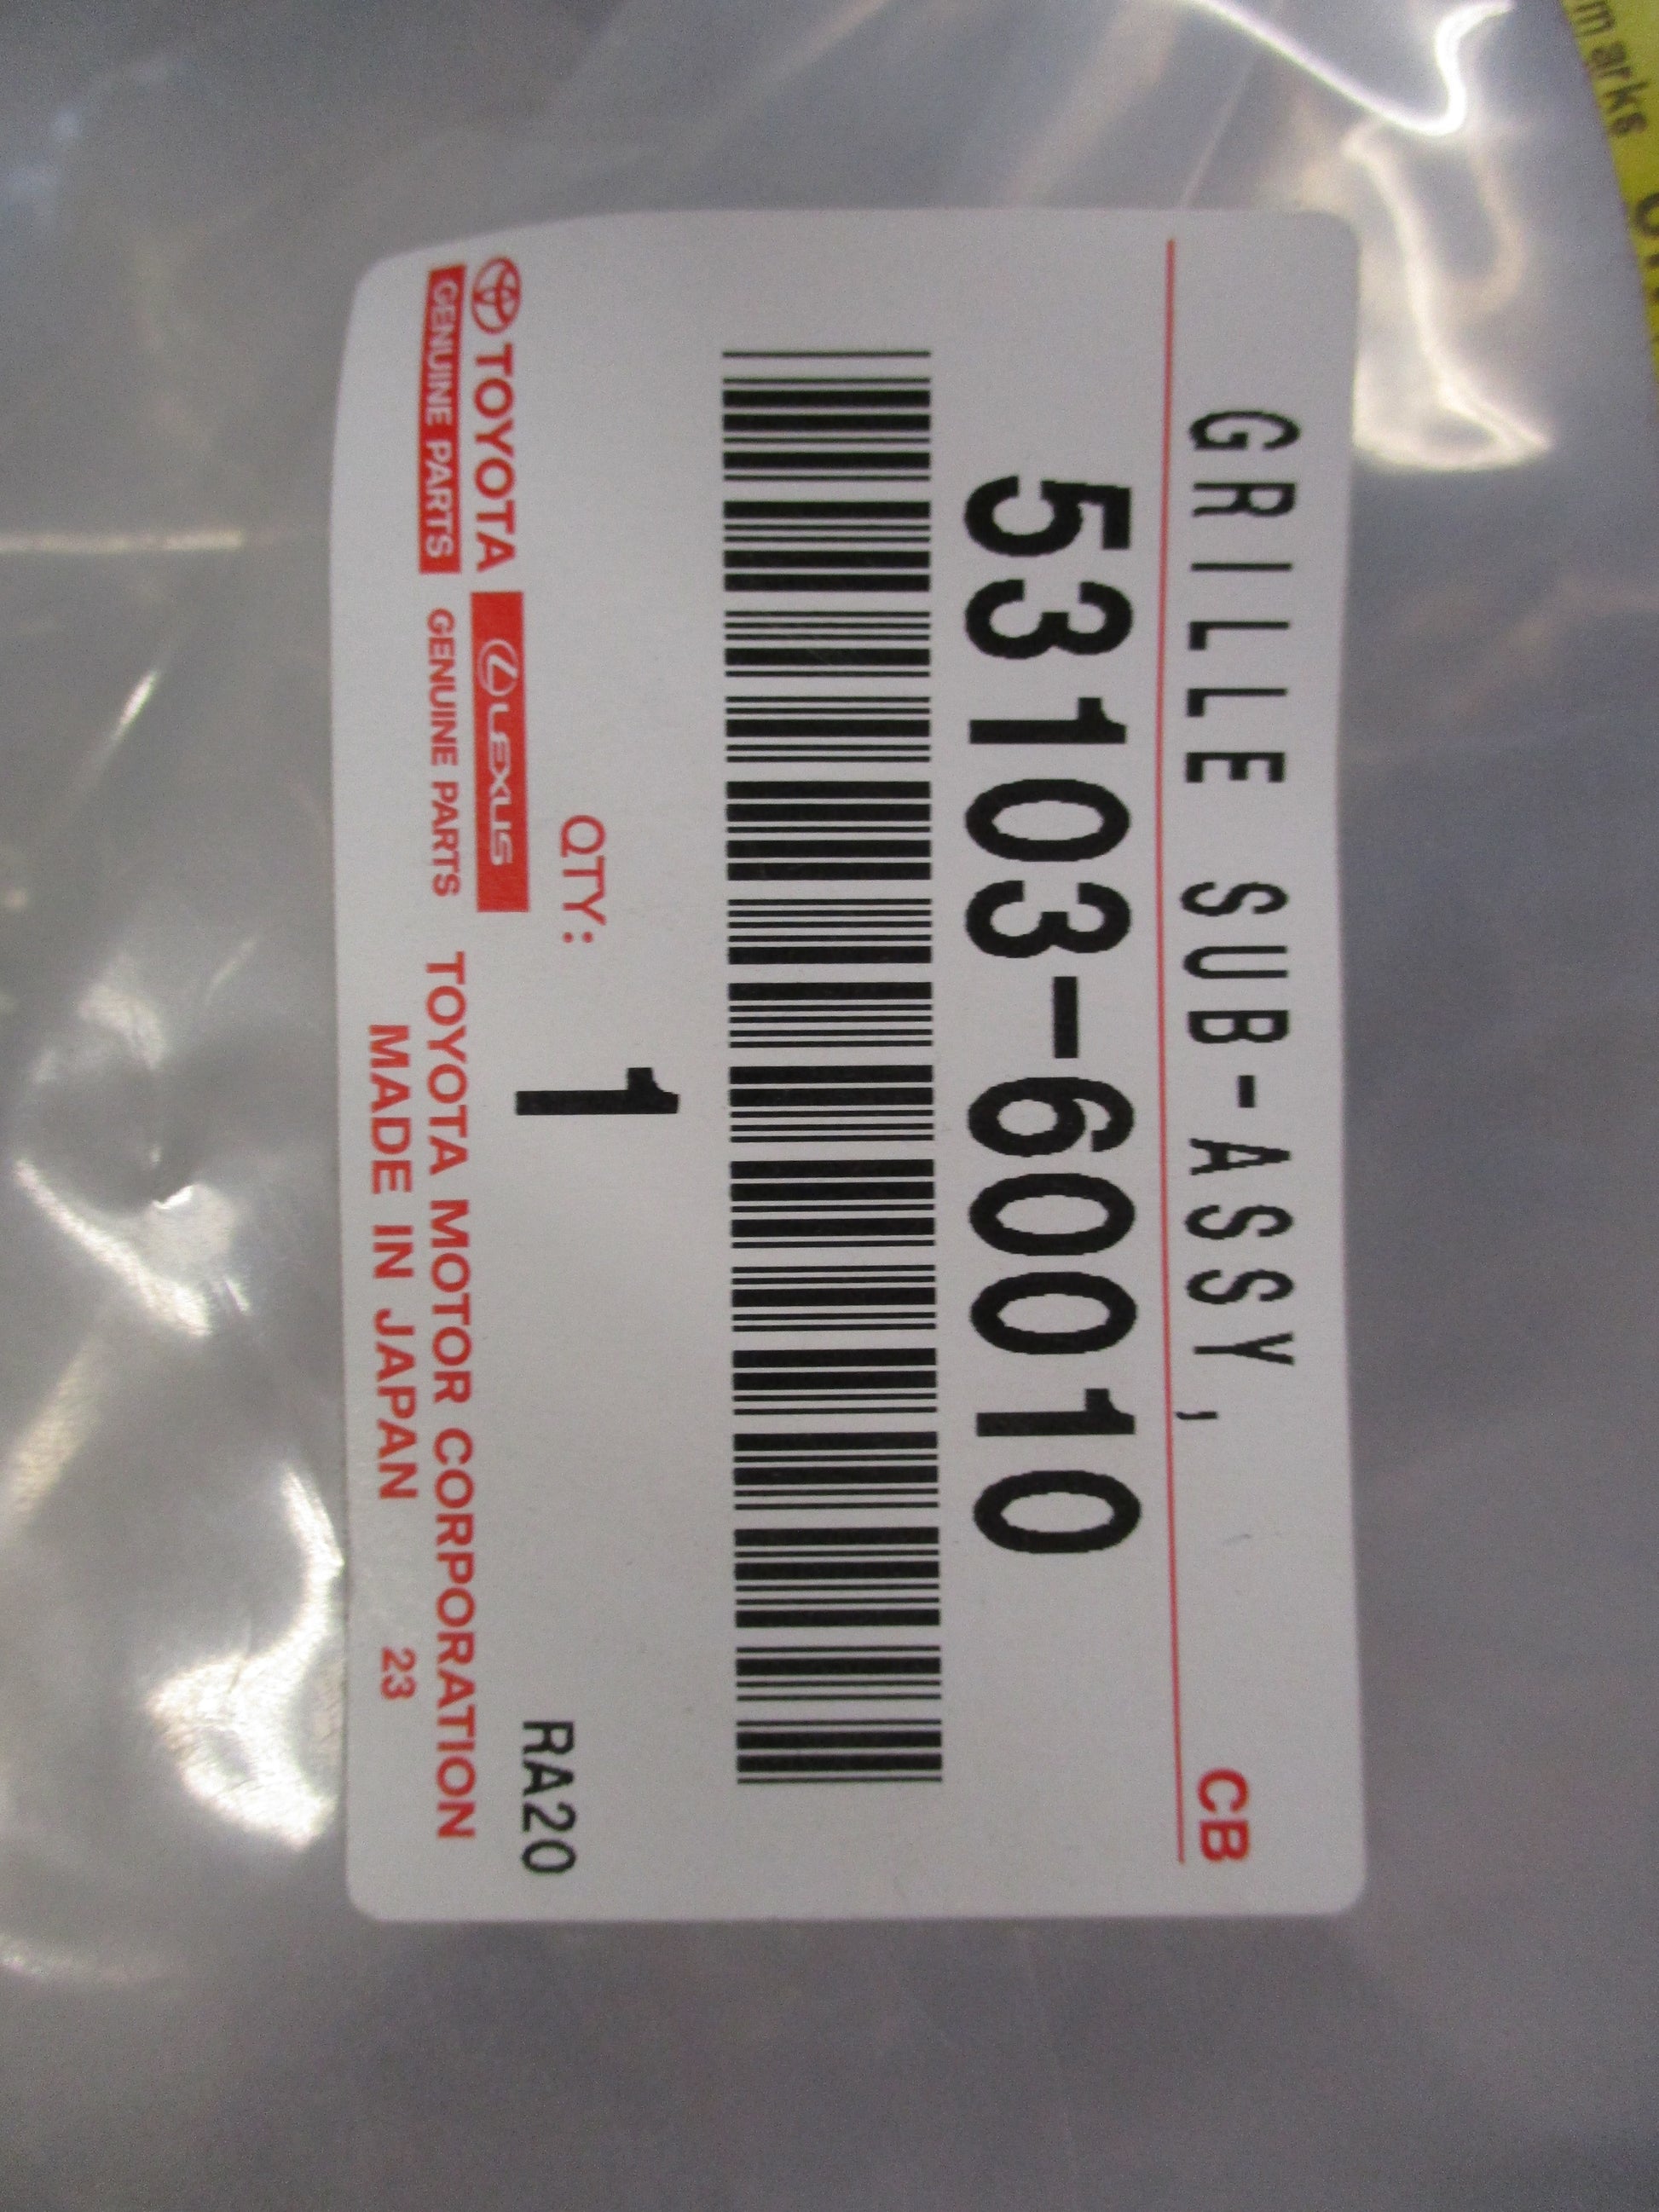 GRILLE SUB-ASSY,
CB
53103-60010
QTY: 1
RA20
TOYOTA LEXUS
GENUINE PARTS GENUINE PARTS TOYOTA MOTOR CORPORATION
MADE IN JAPAN 23
marks